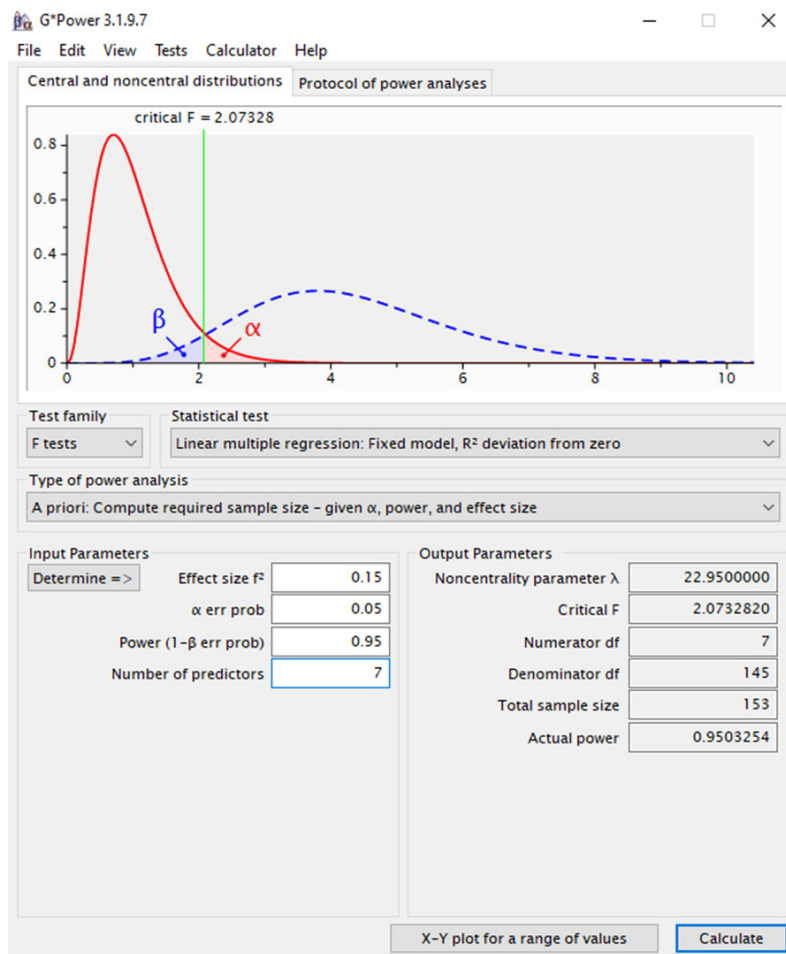 βα G*Power 3.1.9.7
File Edit View Tests Calculator Help
Central and noncentral distributions Protocol of power analyses
critical F = 2.07328
0.8
0.6
0.4
0.2
0
β α
0 2 4 6 8 10
Test family Statistical test
F tests Linear multiple regression: Fixed model, R² deviation from zero
Type of power analysis
A priori: Compute required sample size – given α, power, and effect size
Input Parameters Output Parameters
Determine => Effect size f² 0.15 Noncentrality parameter λ 22.9500000
α err prob 0.05 Critical F 2.0732820
Power (1-β err prob) 0.95 Numerator df 7
Number of predictors 7 Denominator df 145
Total sample size 153
Actual power 0.9503254
X-Y plot for a range of values Calculate